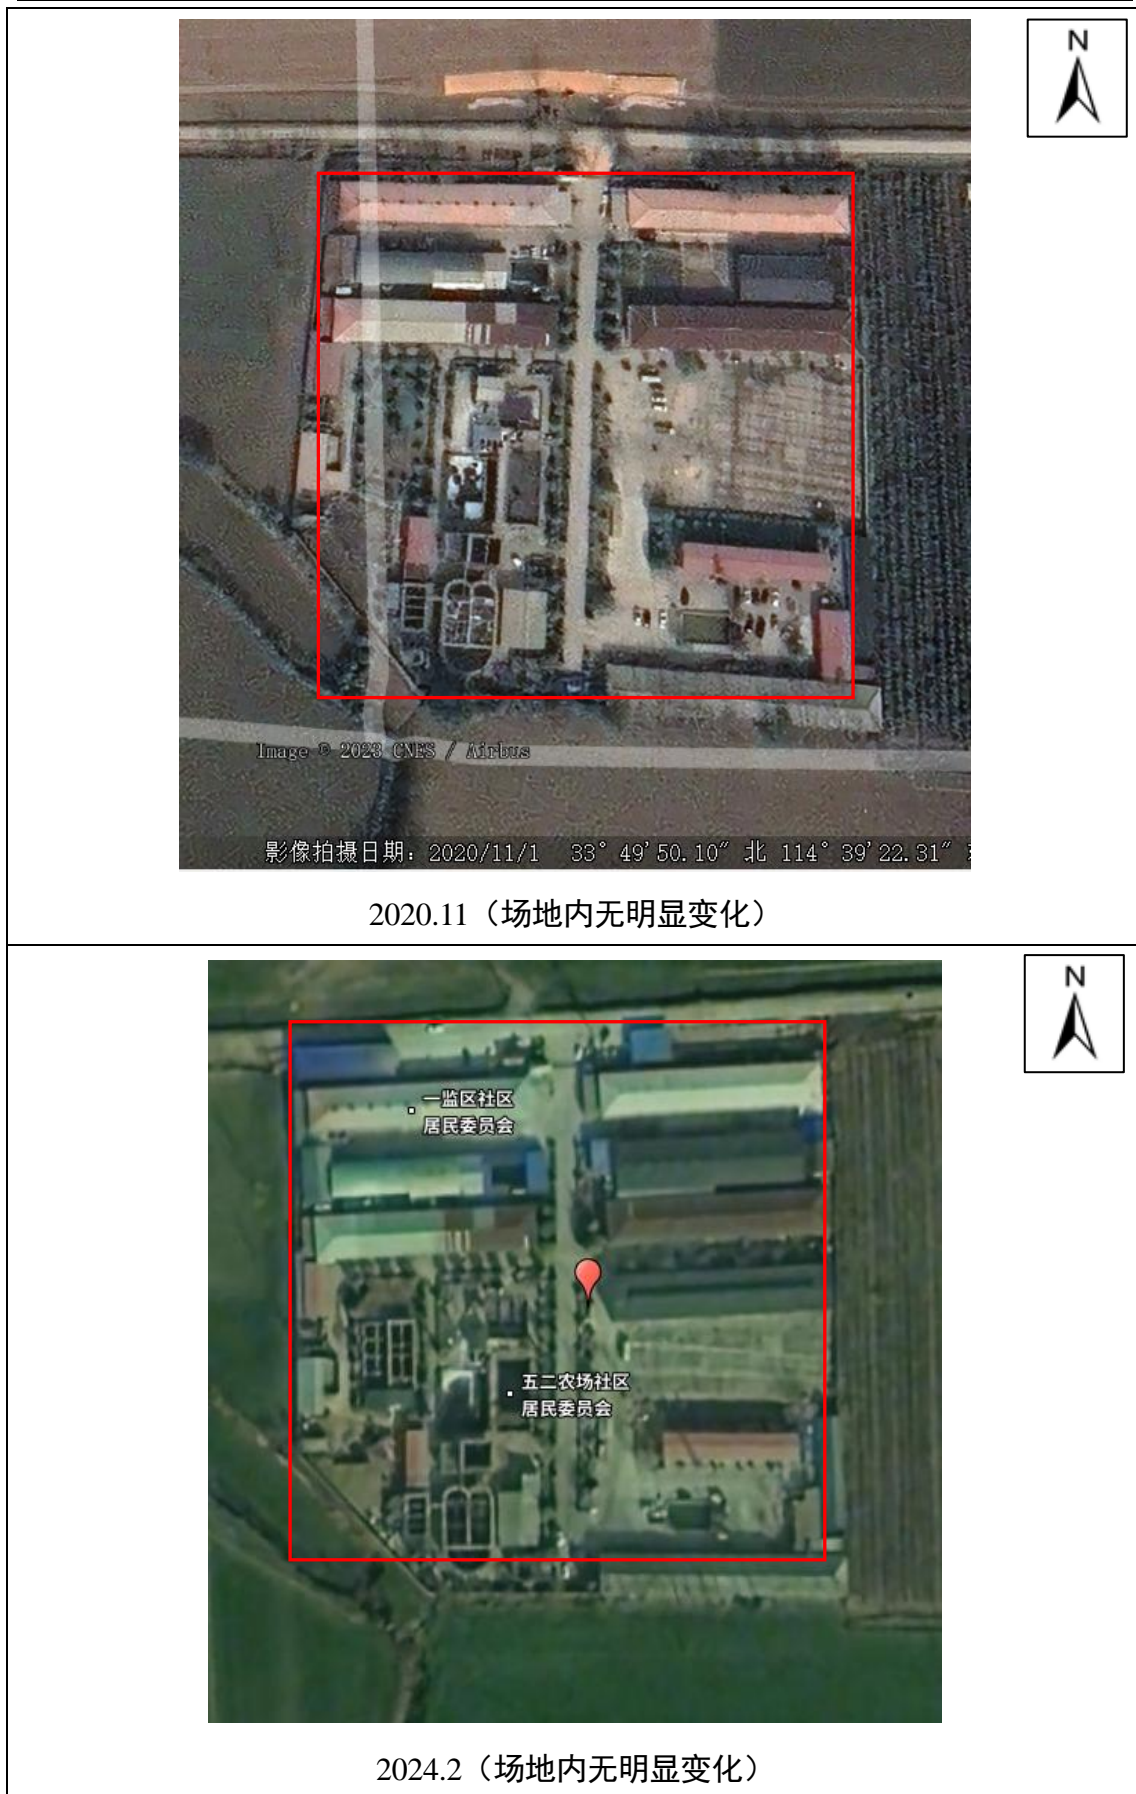 N
Image © 2023 CNES / Airbus
影像拍摄日期：2020/11/1 33° 49′50.10″ 北 114° 39′22.31″
2020.11（场地内无明显变化）
N
一监区社区
居民委员会
五二农场社区
居民委员会
2024.2（场地内无明显变化）